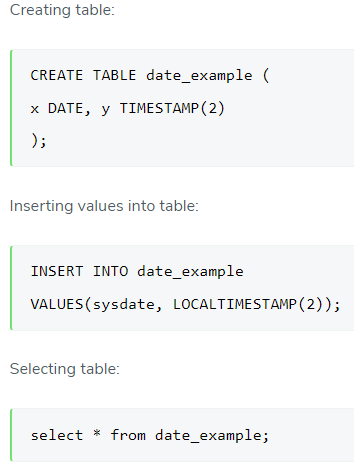 Creating table:
CREATE TABLE date_example (
x DATE, y TIMESTAMP(2)
);
Inserting values into table:
INSERT INTO date_example
VALUES(sysdate, LOCALTIMESTAMP(2));
Selecting table:
select * from date_example;